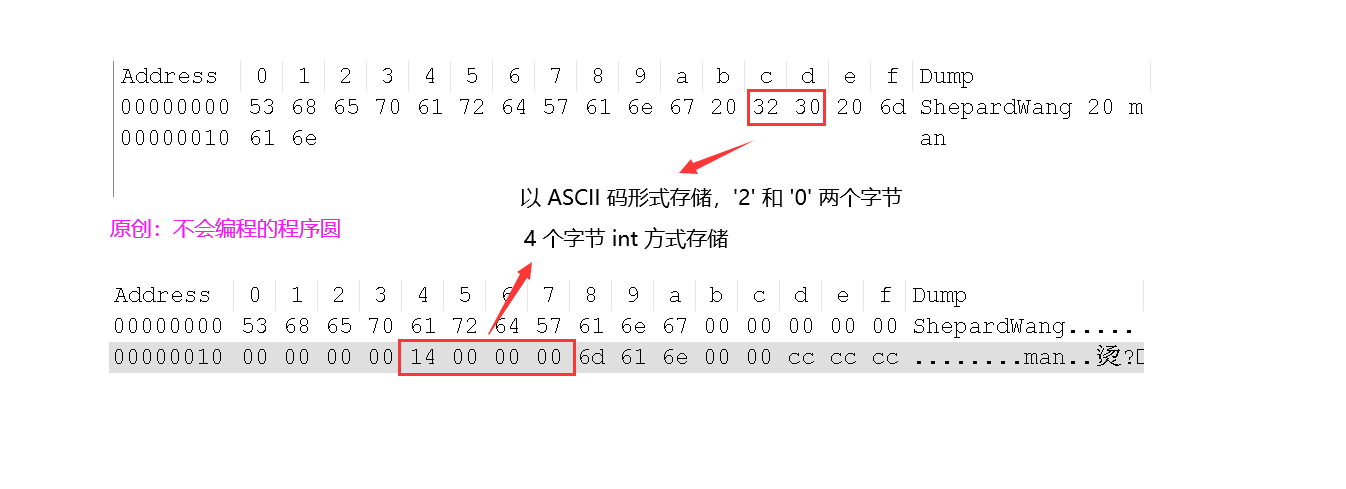 Address 0 1 2 3 4 5 6 7 8 9 a b c d e f Dump
00000000 53 68 65 70 61 72 64 57 61 6e 67 20 32 30 20 6d ShepardWang 20 m
00000010 61 6e an
以 ASCII 码形式存储，'2' 和 '0' 两个字节
原创：不会编程的程序圆
4 个字节 int 方式存储
Address 0 1 2 3 4 5 6 7 8 9 a b c d e f Dump
00000000 53 68 65 70 61 72 64 57 61 6e 67 00 00 00 00 00 ShepardWang.....
00000010 00 00 00 00 14 00 00 00 6d 61 6e 00 00 cc cc cc ........man..烫?